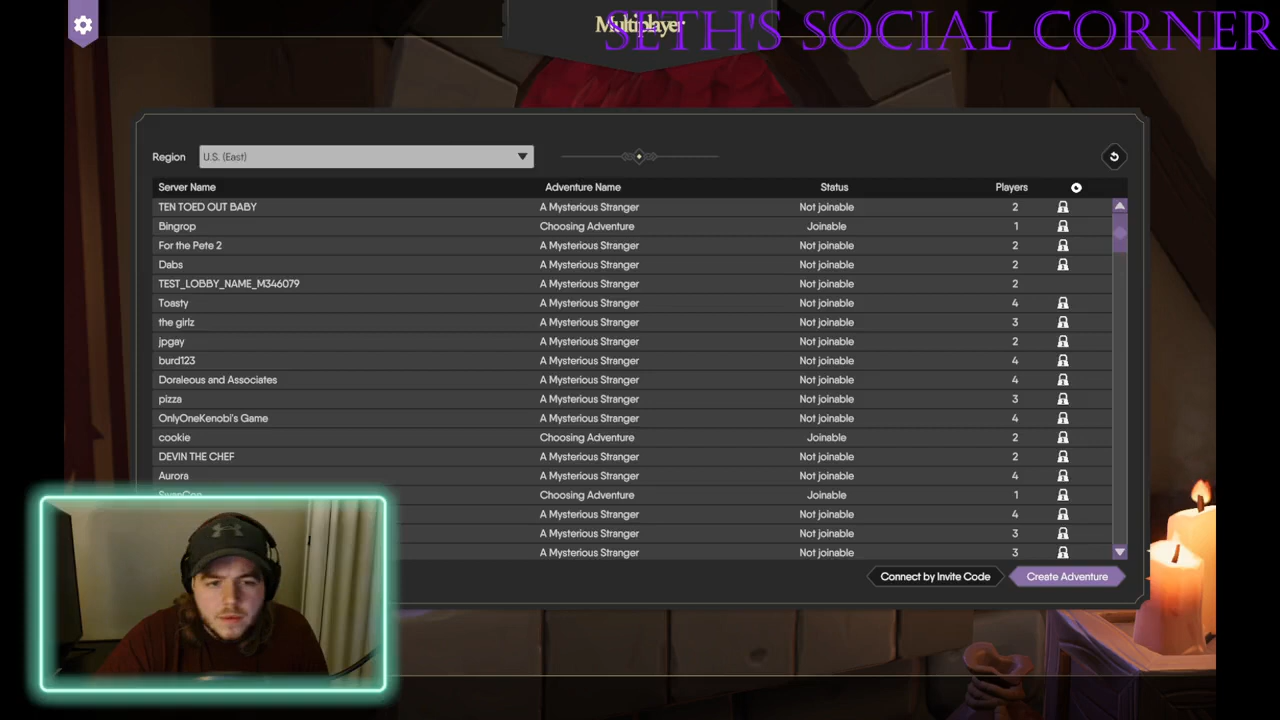 Multiplayer
SETH'S SOCIAL CORNER
Region U.S. (East)
Server Name Adventure Name Status Players
TEN TOED OUT BABY A Mysterious Stranger Not joinable 2
Bingrop Choosing Adventure Joinable 1
For the Pete 2 A Mysterious Stranger Not joinable 2
Dabs A Mysterious Stranger Not joinable 2
TEST_LOBBY_NAME_M346079 A Mysterious Stranger Not joinable 2
Toasty A Mysterious Stranger Not joinable 4
the girlz A Mysterious Stranger Not joinable 3
jpgay A Mysterious Stranger Not joinable 2
burd123 A Mysterious Stranger Not joinable 4
Doraleous and Associates A Mysterious Stranger Not joinable 4
pizza A Mysterious Stranger Not joinable 3
OnlyOneKenobi's Game A Mysterious Stranger Not joinable 4
cookie Choosing Adventure Joinable 2
DEVIN THE CHEF A Mysterious Stranger Not joinable 2
Aurora A Mysterious Stranger Not joinable 4
Choosing Adventure Joinable 1
A Mysterious Stranger Not joinable 4
A Mysterious Stranger Not joinable 3
A Mysterious Stranger Not joinable 3
Connect by Invite Code Create Adventure